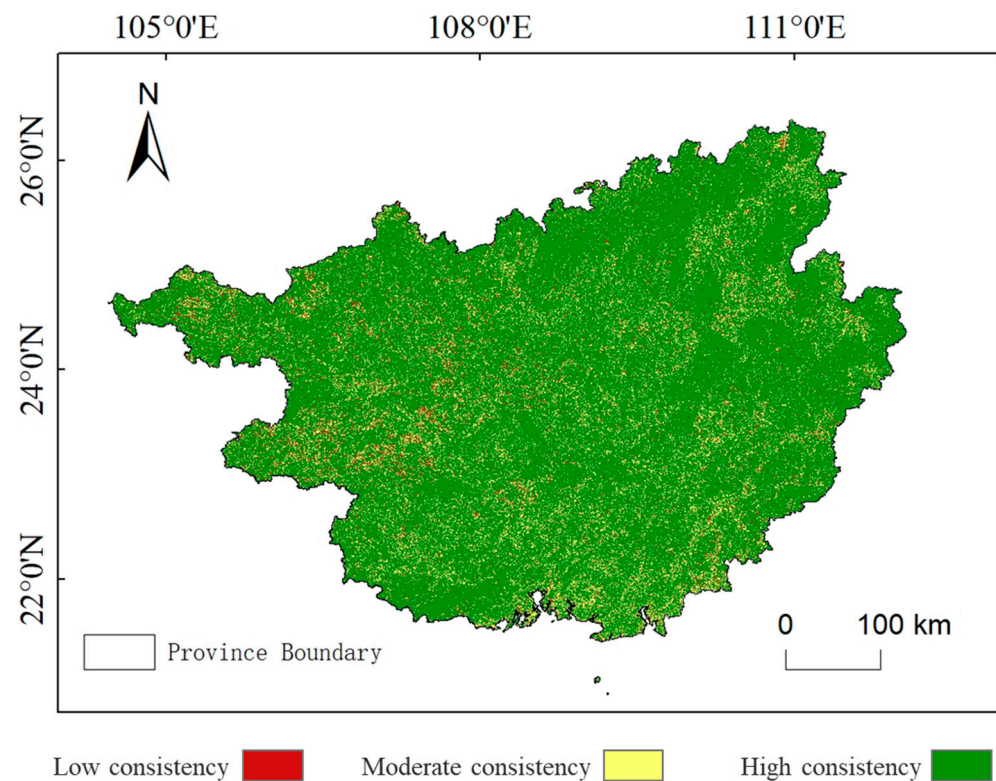 105°0'E 108°0'E 111°0'E
N
26°0'N
24°0'N
22°0'N
0 100 km
Province Boundary
Low consistency Moderate consistency High consistency